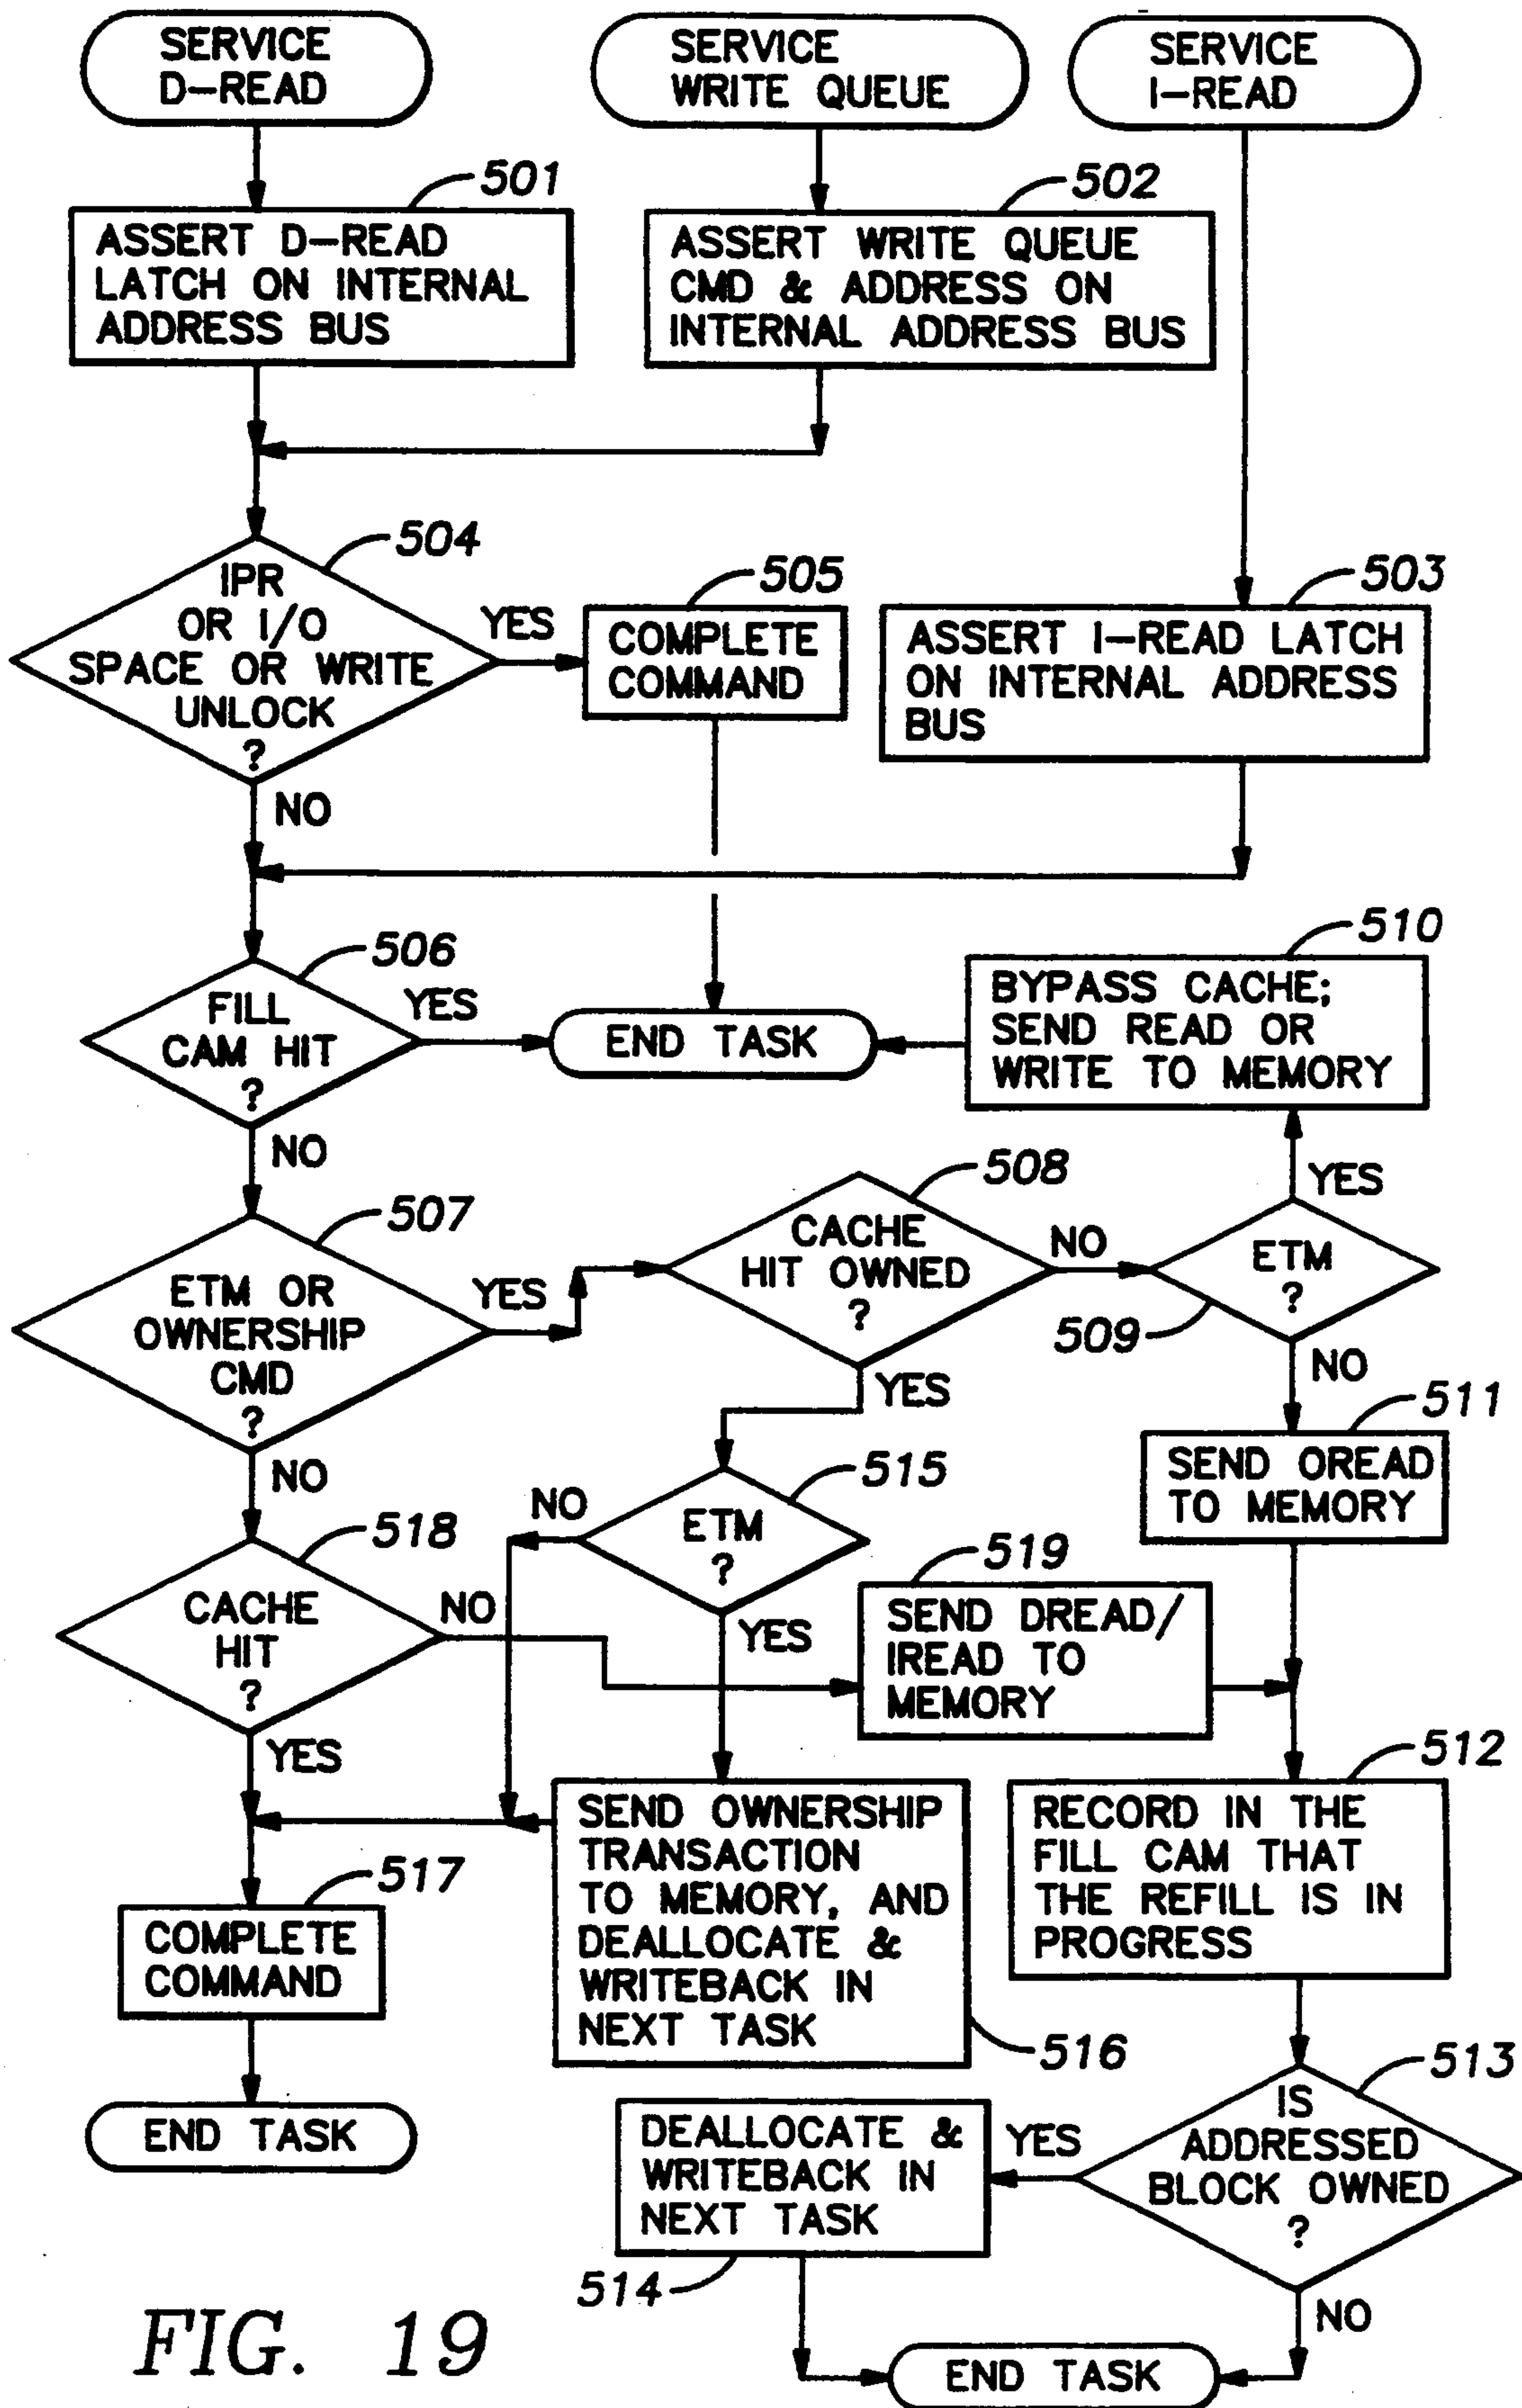 SERVICE
D-READ
SERVICE
WRITE QUEUE
SERVICE
I-READ
501
ASSERT D-READ
LATCH ON INTERNAL
ADDRESS BUS
502
ASSERT WRITE QUEUE
CMD & ADDRESS ON
INTERNAL ADDRESS BUS
504
IPR
OR I/O
SPACE OR WRITE
UNLOCK
?
YES
NO
505
COMPLETE
COMMAND
503
ASSERT I-READ LATCH
ON INTERNAL ADDRESS
BUS
506
FILL
CAM HIT
?
YES
NO
END TASK
510
BYPASS CACHE;
SEND READ OR
WRITE TO MEMORY
507
ETM OR
OWNERSHIP
CMD
?
YES
NO
508
CACHE
HIT OWNED
?
NO
YES
YES
ETM
?
509
NO
511
SEND OREAD
TO MEMORY
515
NO
ETM
?
YES
518
CACHE
HIT
?
NO
YES
519
SEND DREAD/
IREAD TO
MEMORY
512
RECORD IN THE
FILL CAM THAT
THE REFILL IS IN
PROGRESS
SEND OWNERSHIP
TRANSACTION
TO MEMORY, AND
DEALLOCATE &
WRITEBACK IN
NEXT TASK
516
517
COMPLETE
COMMAND
END TASK
513
IS
ADDRESSED
BLOCK OWNED
?
YES
NO
DEALLOCATE &
WRITEBACK IN
NEXT TASK
514
END TASK
FIG. 19